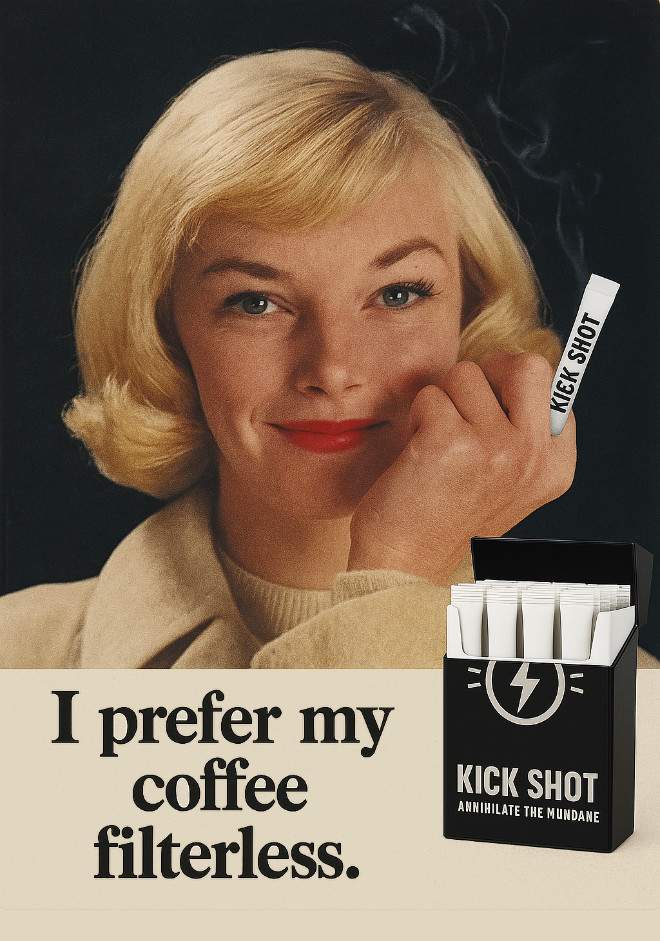 KIEK SHOT
I prefer my
coffee
filterless.
KICK SHOT
ANNIHILATE THE MUNDANE